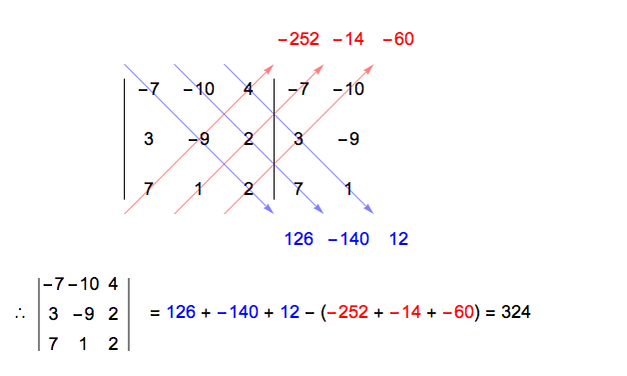 −252 −14 −60
−7 −10 4 −7 −10
3 −9 2 3 −9
7 1 2 7 1
126 −140 12
−7 −10 4
∴ 3 −9 2 = 126 + −140 + 12 − (−252 + −14 + −60) = 324
7 1 2